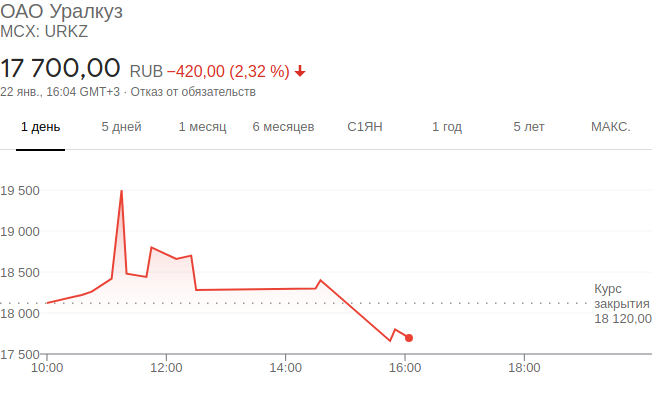 ОАО Уралкуз
MCX: URKZ
17 700,00 RUB −420,00 (2,32 %)
22 янв., 16:04 GMT+3 · Отказ от обязательств
1 день 5 дней 1 месяц 6 месяцев С1ЯН 1 год 5 лет МАКС.
19 500
19 000
18 500
Курс
закрытия
18 120,00
18 000
17 500
10:00 12:00 14:00 16:00 18:00